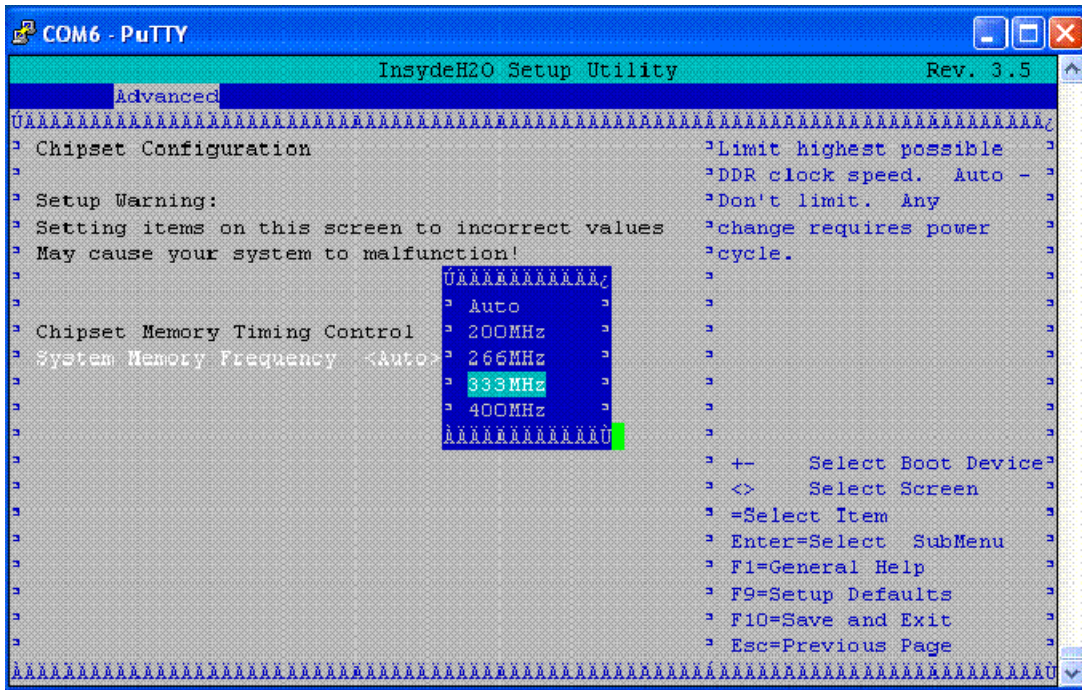 COM6 - PuTTY
InsydeH2O Setup Utility Rev. 3.5
Advanced
Chipset Configuration
Setup Warning:
Setting items on this screen to incorrect values
May cause your system to malfunction!
Chipset Memory Timing Control
System Memory Frequency <Auto>
Auto
200MHz
266MHz
333MHz
400MHz
Limit highest possible
DDR clock speed. Auto -
Don't limit. Any
change requires power
cycle.
+- Select Boot Device
<> Select Screen
=Select Item
Enter=Select SubMenu
F1=General Help
F9=Setup Defaults
F10=Save and Exit
Esc=Previous Page